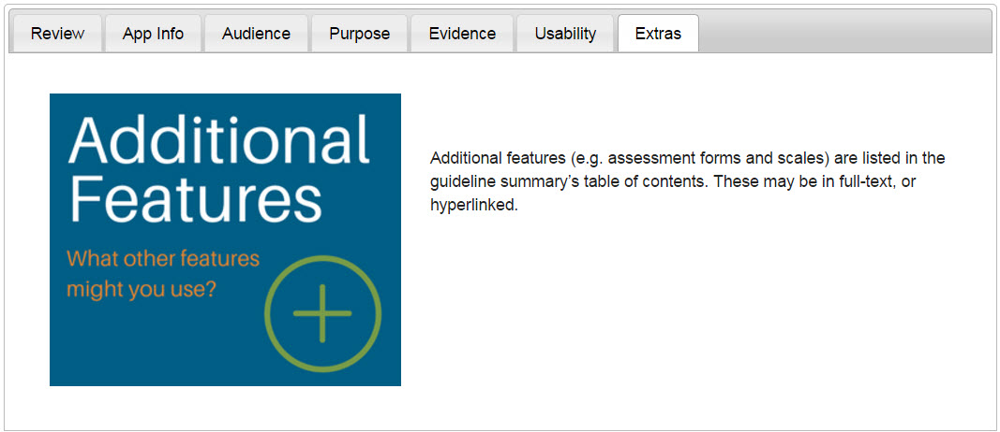 Review App Info Audience Purpose Evidence Usability Extras
Additional
Features
What other features
might you use?
Additional features (e.g. assessment forms and scales) are listed in the
guideline summary’s table of contents. These may be in full-text, or
hyperlinked.